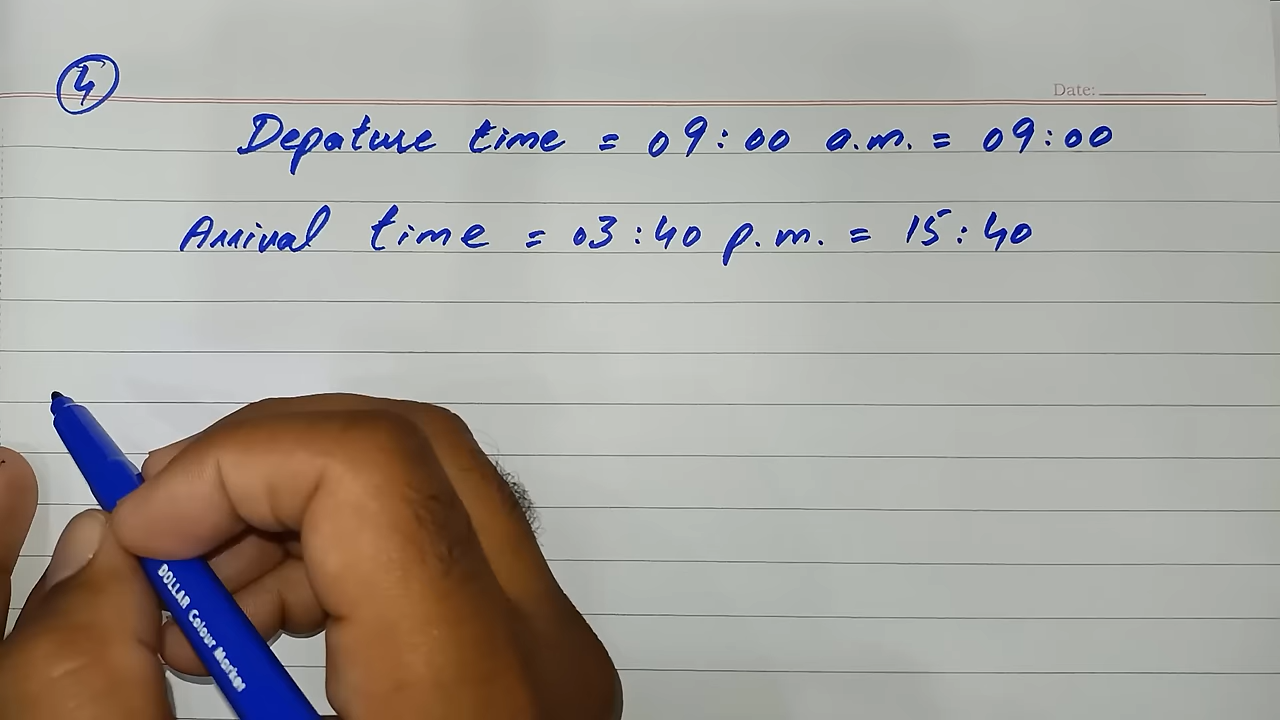 4
Date:
Depature time = 09:00 a.m. = 09:00
Arrival time = 03:40 p.m. = 15:40
DOLLAR Colour Marker